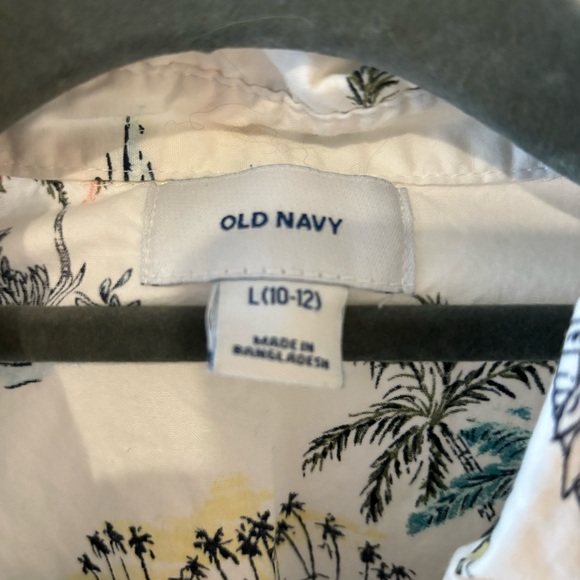 OLD NAVY
L(10-12)
MADE IN
BANGLADESH